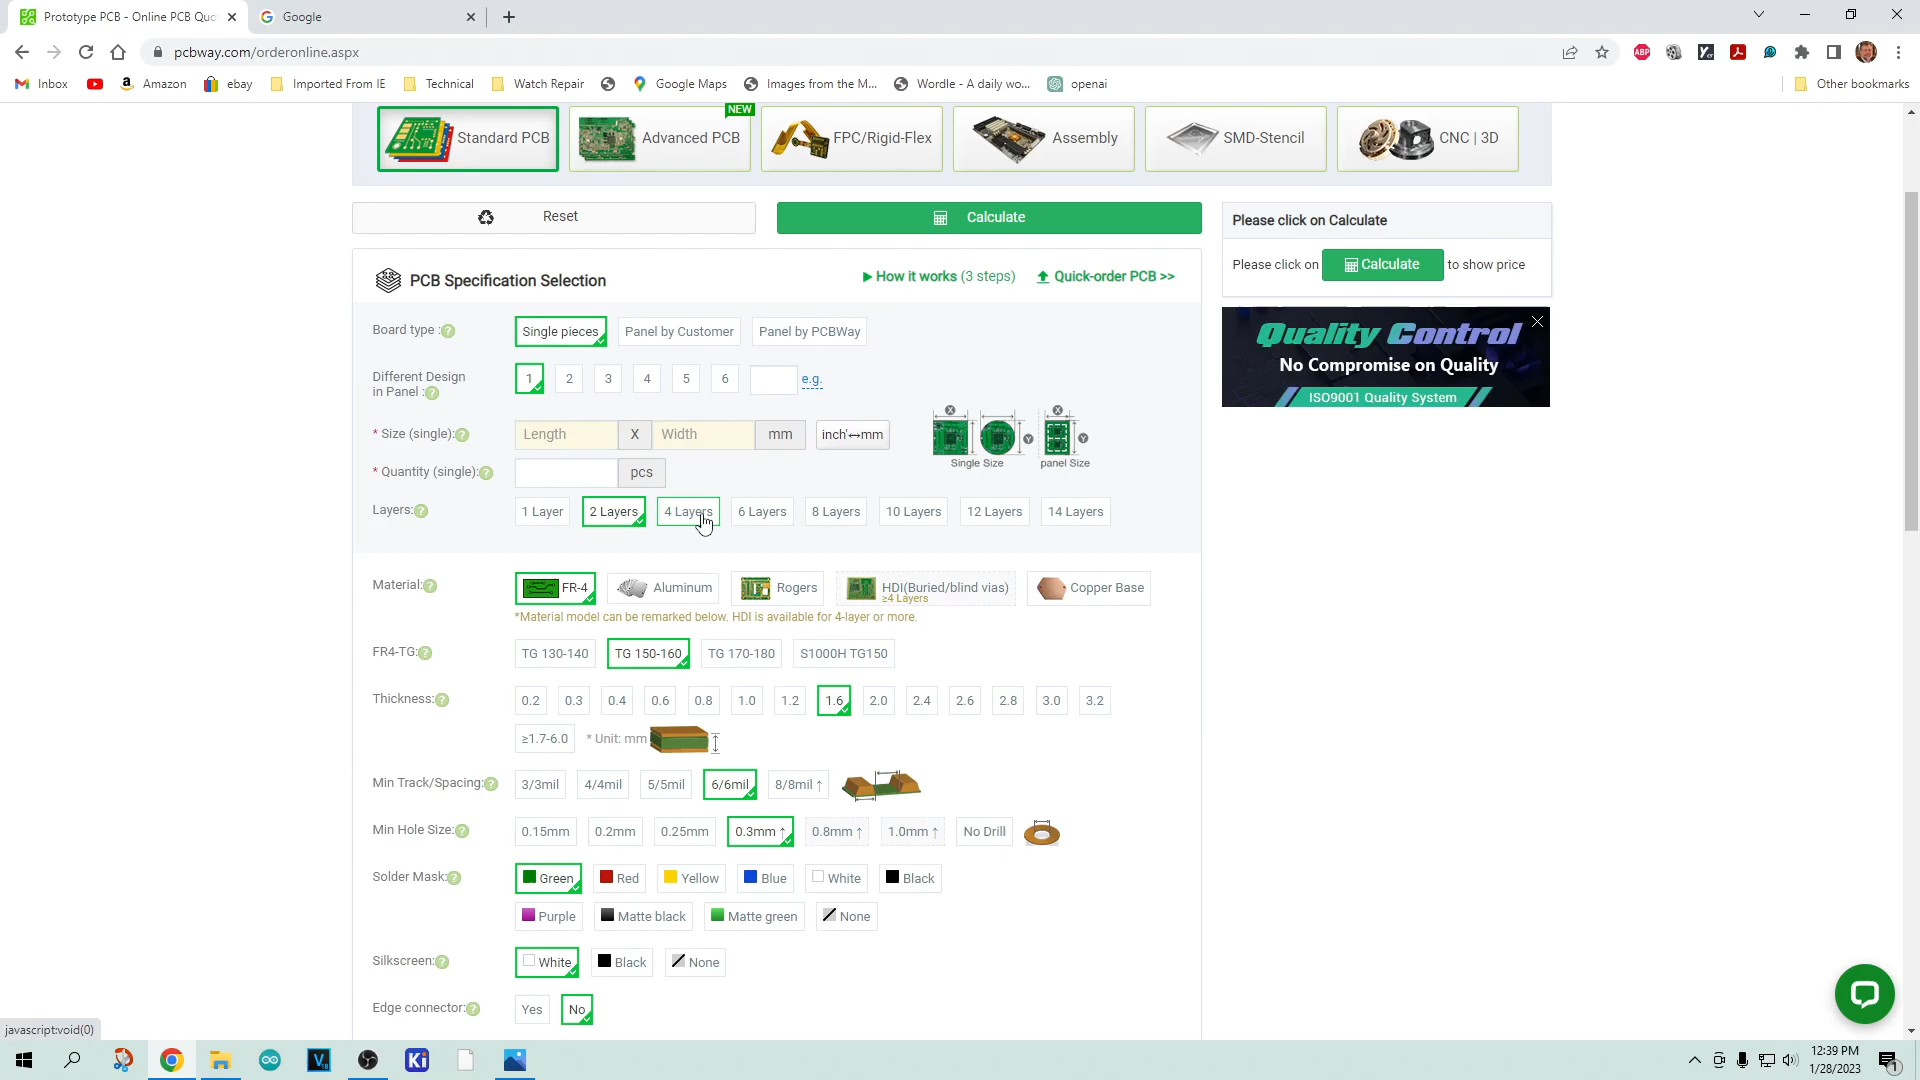 Prototype PCB - Online PCB Quo
Google
pcbway.com/orderonline.aspx
ABP
Inbox
Amazon
ebay
Imported From IE
Technical
Watch Repair
Google Maps
Images from the M...
Wordle - A daily wo...
openai
Other bookmarks
Standard PCB
NEW
Advanced PCB
FPC/Rigid-Flex
Assembly
SMD-Stencil
CNC | 3D
Reset
Calculate
Please click on Calculate
Please click on
Calculate
to show price
PCB Specification Selection
How it works (3 steps)
Quick-order PCB >>
Quality Control
No Compromise on Quality
ISO9001 Quality System
Board type :
Single pieces
Panel by Customer
Panel by PCBWay
Different Design
in Panel :
1
2
3
4
5
6
e.g.
* Size (single):
Length
X
Width
mm
inch↔mm
X
Y
X
Y
Single Size
panel Size
* Quantity (single):
pcs
Layers:
1 Layer
2 Layers
4 Layers
6 Layers
8 Layers
10 Layers
12 Layers
14 Layers
Material:
FR-4
Aluminum
Rogers
HDI(Buried/blind vias)
≥4 Layers
Copper Base
*Material model can be remarked below. HDI is available for 4-layer or more.
FR4-TG:
TG 130-140
TG 150-160
TG 170-180
S1000H TG150
Thickness:
0.2
0.3
0.4
0.6
0.8
1.0
1.2
1.6
2.0
2.4
2.6
2.8
3.0
3.2
≥1.7-6.0
* Unit: mm
Min Track/Spacing:
3/3mil
4/4mil
5/5mil
6/6mil
8/8mil ↑
Min Hole Size:
0.15mm
0.2mm
0.25mm
0.3mm ↑
0.8mm ↑
1.0mm ↑
No Drill
Solder Mask:
Green
Red
Yellow
Blue
White
Black
Purple
Matte black
Matte green
None
Silkscreen:
White
Black
None
Edge connector:
Yes
No
javascript:void(0)
Ki
12:39 PM
1/28/2023
1